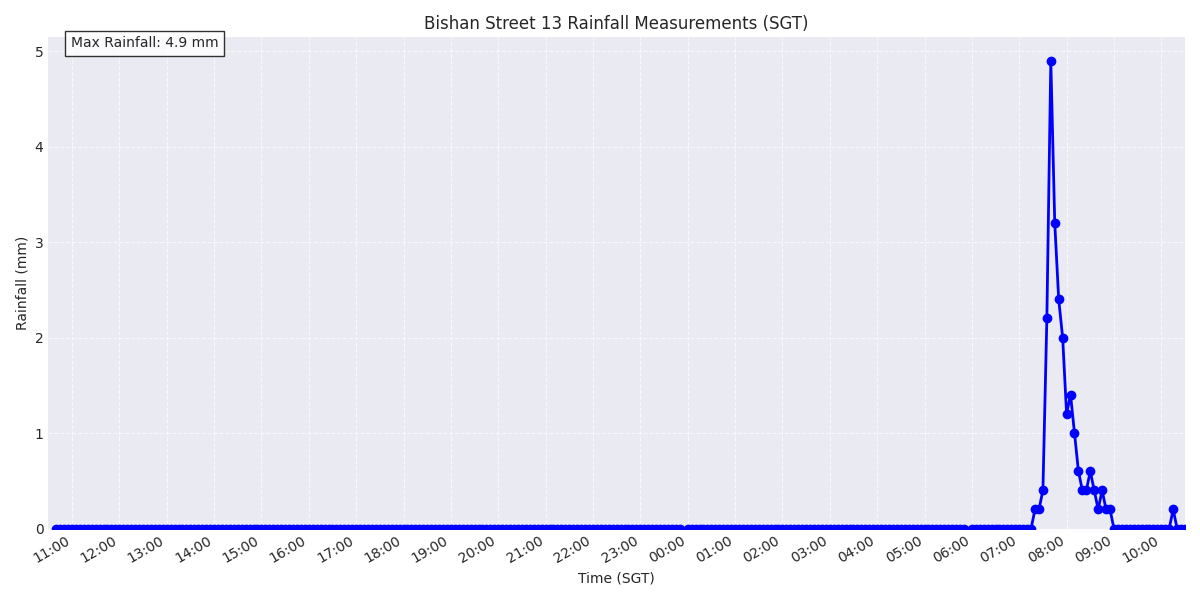 Bishan Street 13 Rainfall Measurements (SGT)
Max Rainfall: 4.9 mm
5
4
3
2
1
0
Rainfall (mm)
11:00 12:00 13:00 14:00 15:00 16:00 17:00 18:00 19:00 20:00 21:00 22:00 23:00 00:00 01:00 02:00 03:00 04:00 05:00 06:00 07:00 08:00 09:00 10:00
Time (SGT)